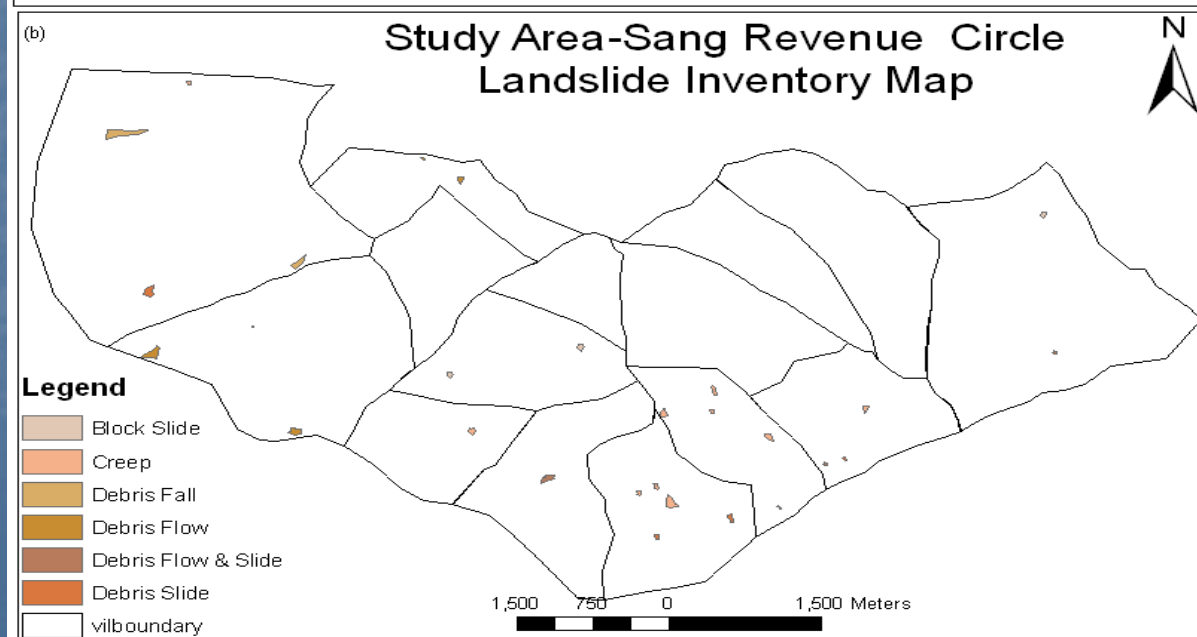 (b)
Study Area-Sang Revenue Circle
Landslide Inventory Map
N
Legend
Block Slide
Creep
Debris Fall
Debris Flow
Debris Flow & Slide
Debris Slide
vilboundary
1,500 750 0 1,500 Meters